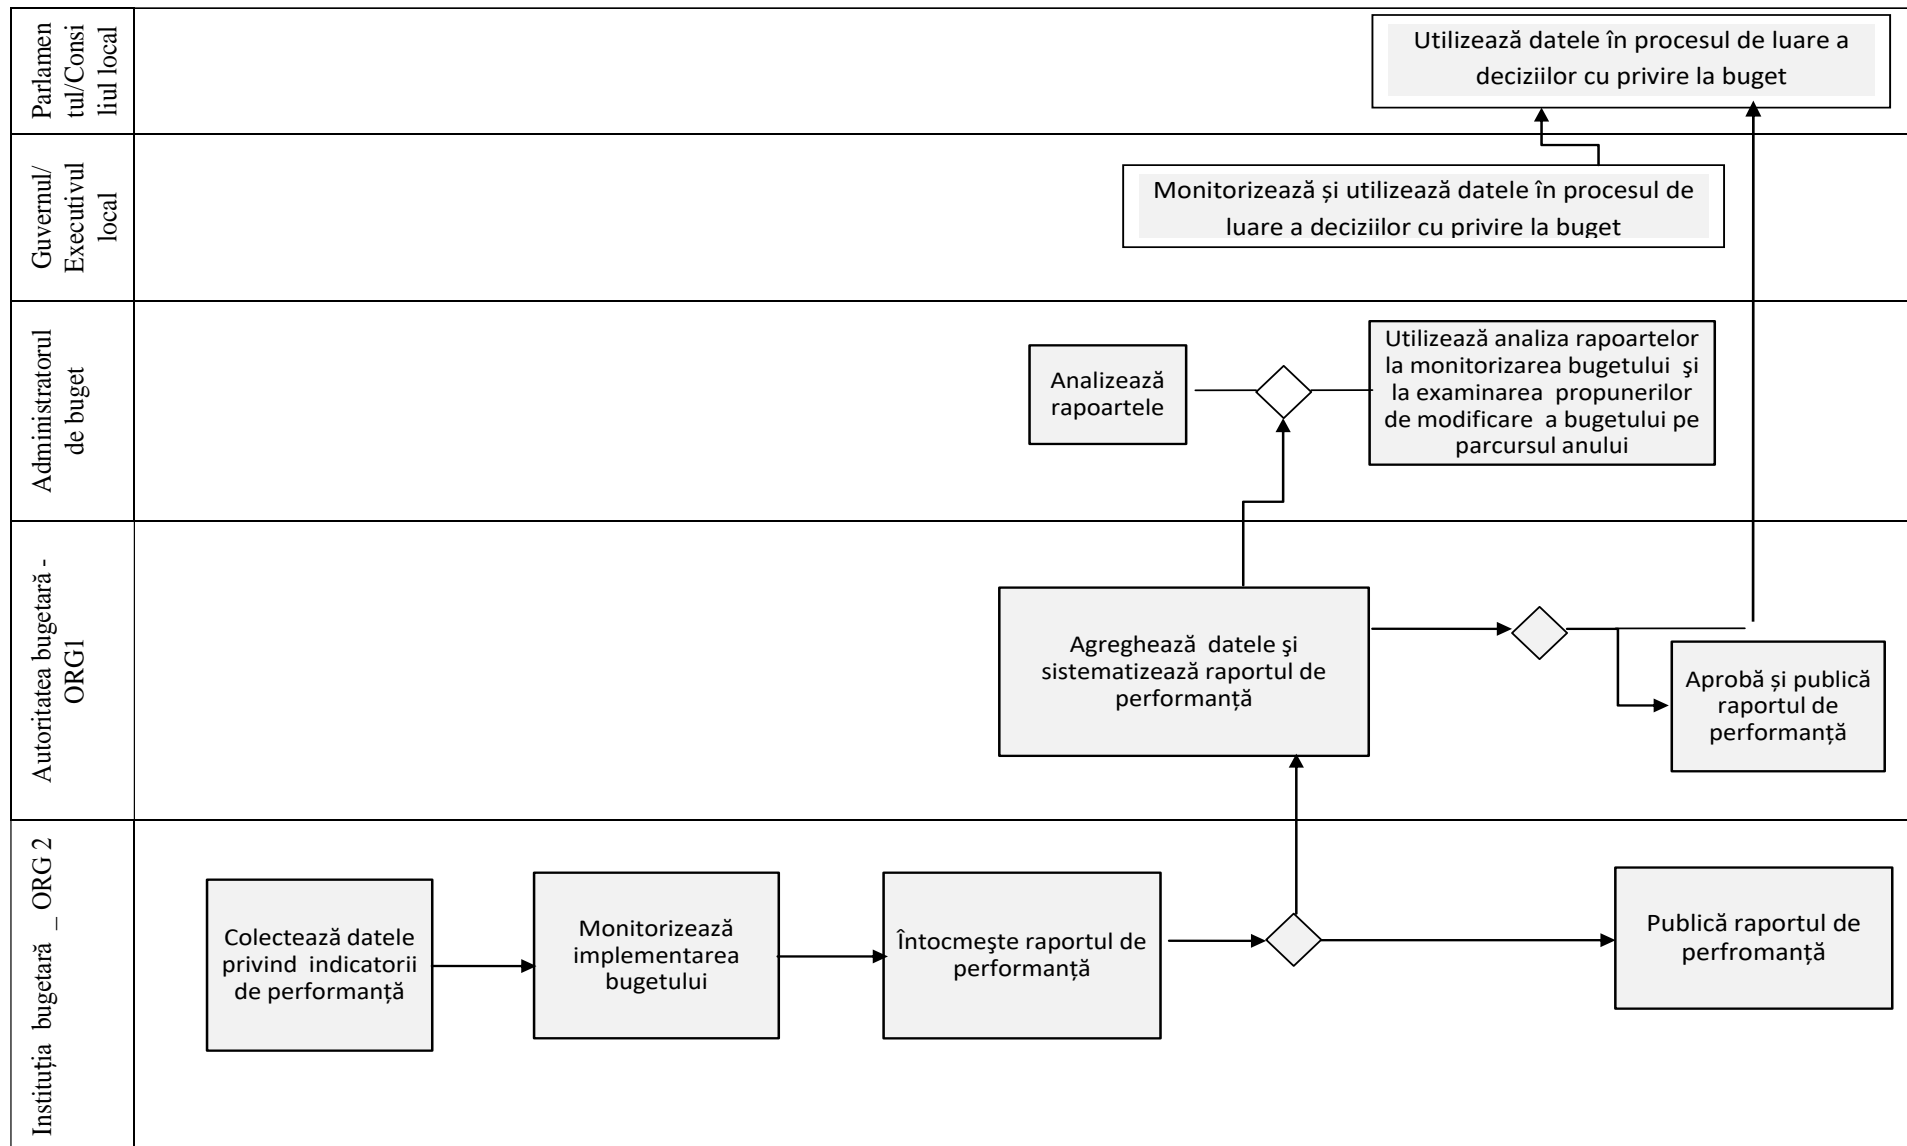 Parlamen
tul/Consi
liul local
Utilizează datele în procesul de luare a
deciziilor cu privire la buget
Guvernul/
Executivul
local
Monitorizează și utilizează datele în procesul de
luare a deciziilor cu privire la buget
Administratorul
de buget
Analizează
rapoartele
Utilizează analiza rapoartelor
la monitorizarea bugetului şi
la examinarea propunerilor
de modificare a bugetului pe
parcursul anului
Autoritatea bugetară -
ORG1
Agreghează datele şi
sistematizează raportul de
performanță
Aprobă și publică
raportul de
performanță
Instituția bugetară _ ORG 2
Colectează datele
privind indicatorii
de performanță
Monitorizează
implementarea
bugetului
Întocmeşte raportul de
performanță
Publică raportul de
perfromanță